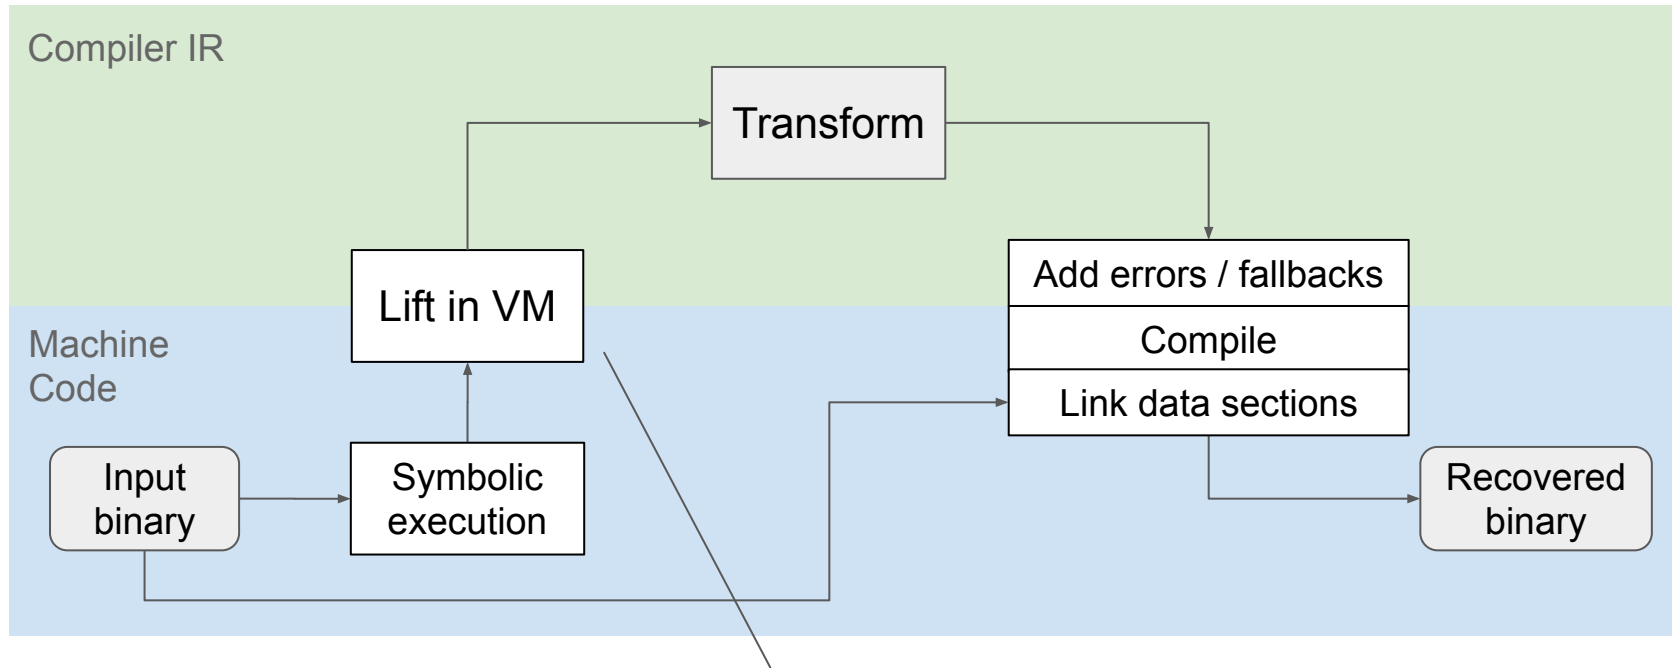 Compiler IR
Transform
Add errors / fallbacks
Lift in VM
Compile
Machine
Code
Link data sections
Input
binary
Symbolic
execution
Recovered
binary